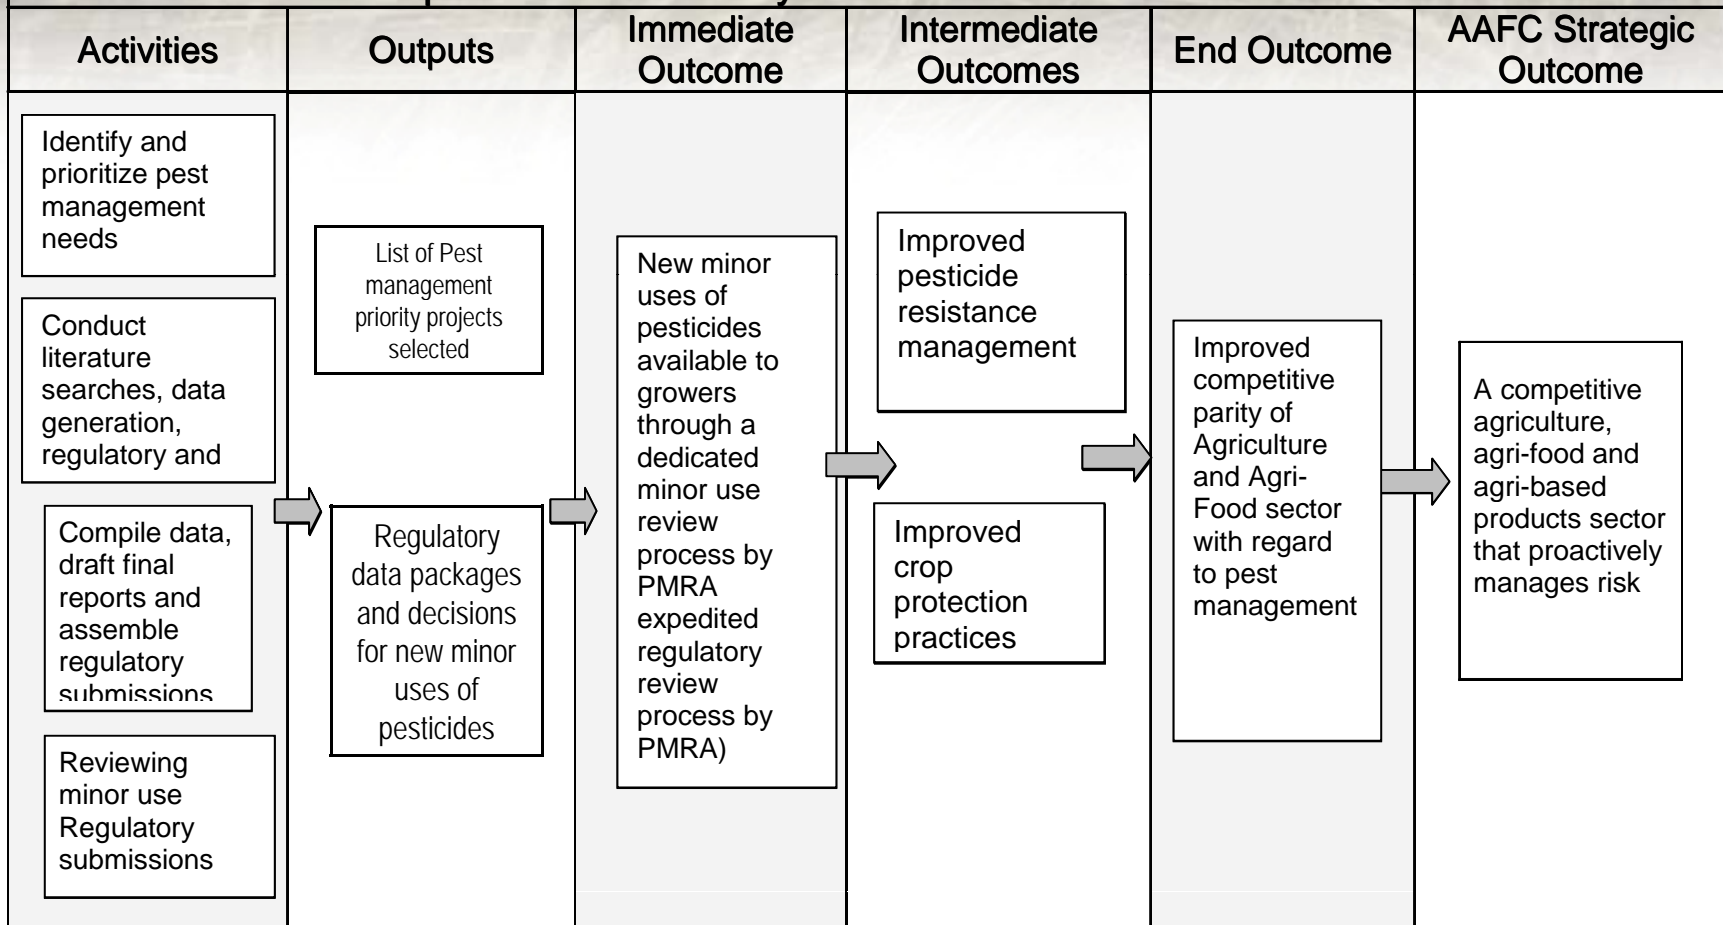 Activities
Outputs
Immediate
Outcome
Intermediate
Outcomes
End Outcome
AAFC Strategic
Outcome
Identify and
prioritize pest
management
needs
Conduct
literature
searches, data
generation,
regulatory and
Compile data,
draft final
reports and
assemble
regulatory
submissions
Reviewing
minor use
Regulatory
submissions
List of Pest
management
priority projects
selected
Regulatory
data packages
and decisions
for new minor
uses of
pesticides
New minor
uses of
pesticides
available to
growers
through a
dedicated
minor use
review
process by
PMRA
expedited
regulatory
review
process by
PMRA)
Improved
pesticide
resistance
management
Improved
crop
protection
practices
Improved
competitive
parity of
Agriculture
and Agri-
Food sector
with regard
to pest
management
A competitive
agriculture,
agri-food and
agri-based
products sector
that proactively
manages risk